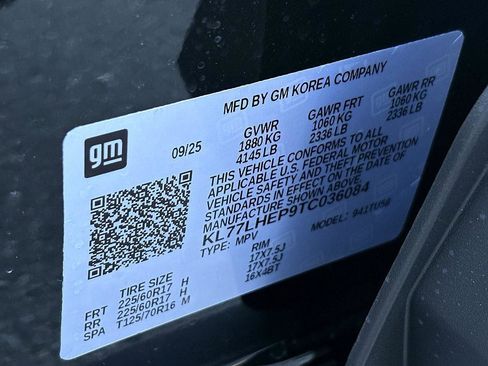 MFD BY GM KOREA COMPANY
gm
09/25 GVWR GAWR FRT GAWR RR
1880 KG 1060 KG 1060 KG
4145 LB 2336 LB 2336 LB
THIS VEHICLE CONFORMS TO ALL
APPLICABLE U.S. FEDERAL MOTOR
VEHICLE SAFETY AND THEFT PREVENTION
STANDARDS IN EFFECT ON THE DATE OF
MANUFACTURE SHOWN ABOVE.
KL77LHEP9TC036084
TYPE: MPV MODEL: 941TU58
TIRE SIZE RIM
FRT 225/60R17 H 17X7.5J
RR 225/60R17 H 17X7.5J
SPA T125/70R16 M 16X4BT